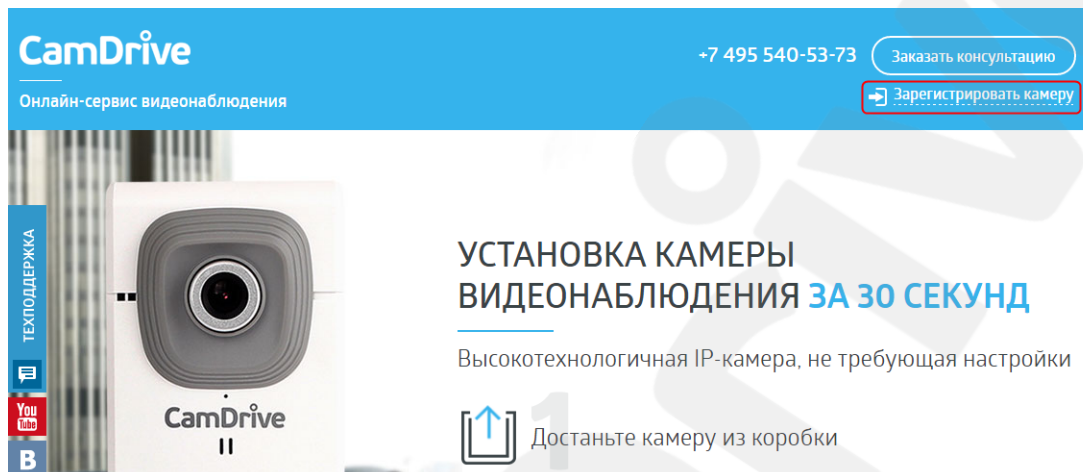 CamDrive
+7 495 540-53-73
Заказать консультацию
Онлайн-сервис видеонаблюдения
Зарегистрировать камеру
ТЕХПОДДЕРЖКА
УСТАНОВКА КАМЕРЫ
ВИДЕОНАБЛЮДЕНИЯ ЗА 30 СЕКУНД
Высокотехнологичная IP-камера, не требующая настройки
You
Tube
CamDrive
1
Достаньте камеру из коробки
В